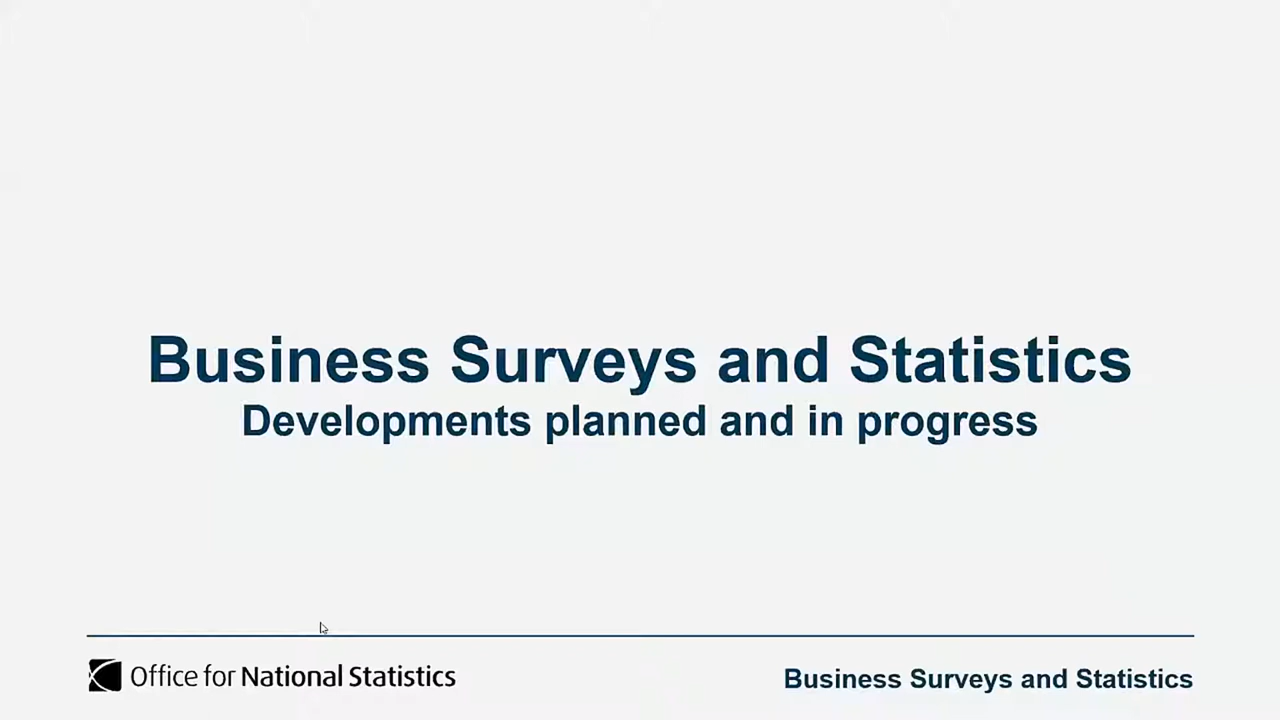 Business Surveys and Statistics
Developments planned and in progress
Office for National Statistics
Business Surveys and Statistics